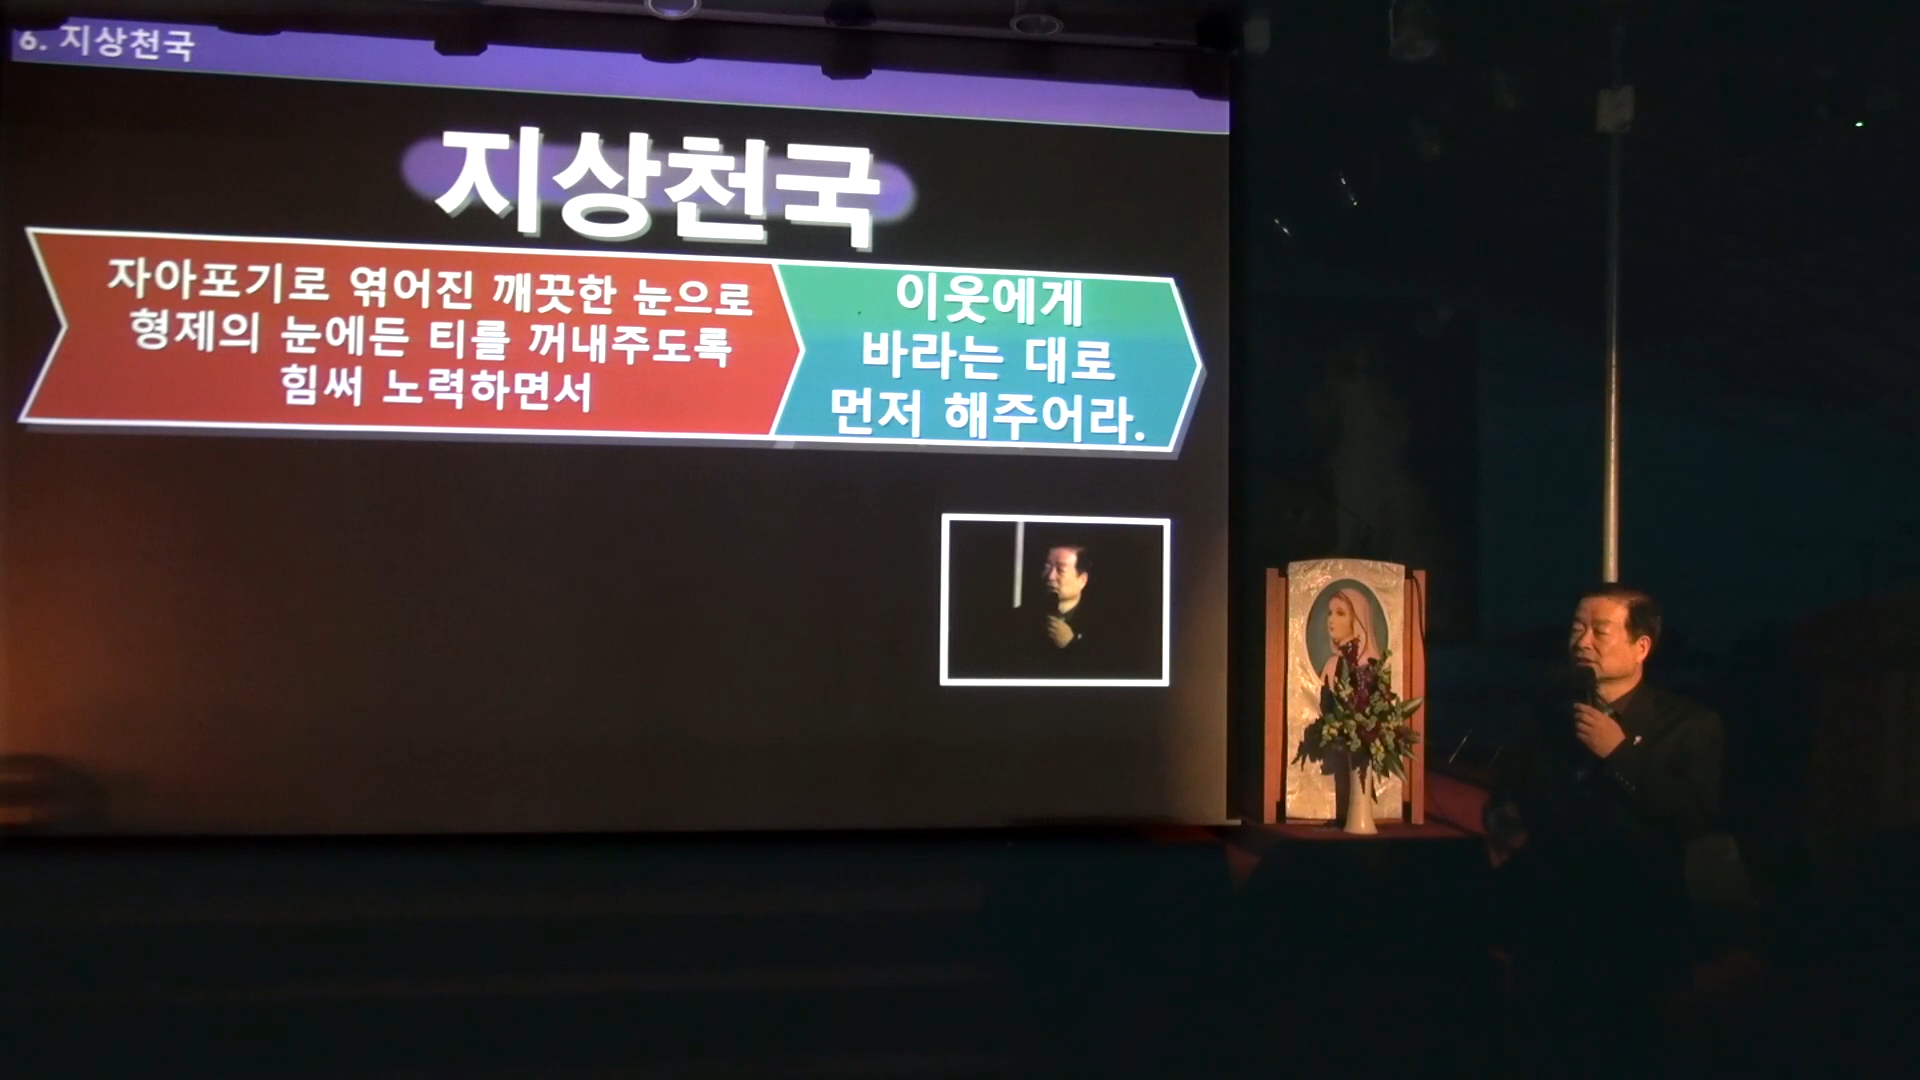 6. 지상천국
지상천국
자아포기로 엮어진 깨끗한 눈으로
형제의 눈에든 티를 꺼내주도록
힘써 노력하면서
이웃에게
바라는 대로
먼저 해주어라.